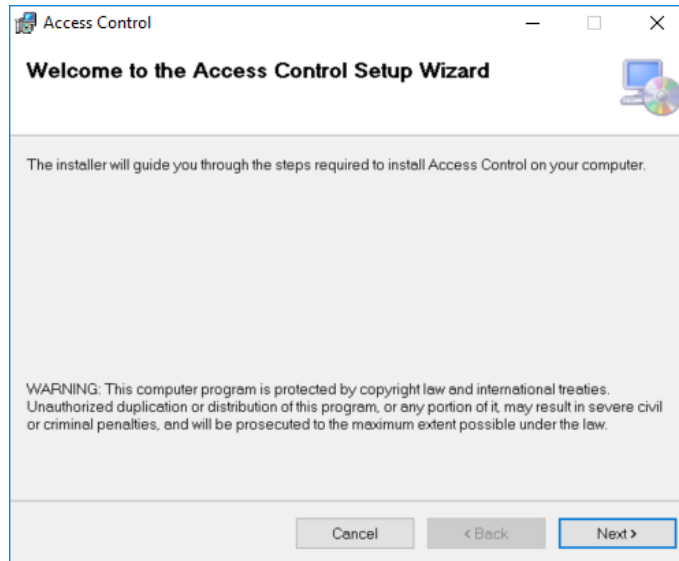 Access Control
Welcome to the Access Control Setup Wizard
The installer will guide you through the steps required to install Access Control on your computer.
WARNING: This computer program is protected by copyright law and international treaties.
Unauthorized duplication or distribution of this program, or any portion of it, may result in severe civil
or criminal penalties, and will be prosecuted to the maximum extent possible under the law.
Cancel
< Back
Next >